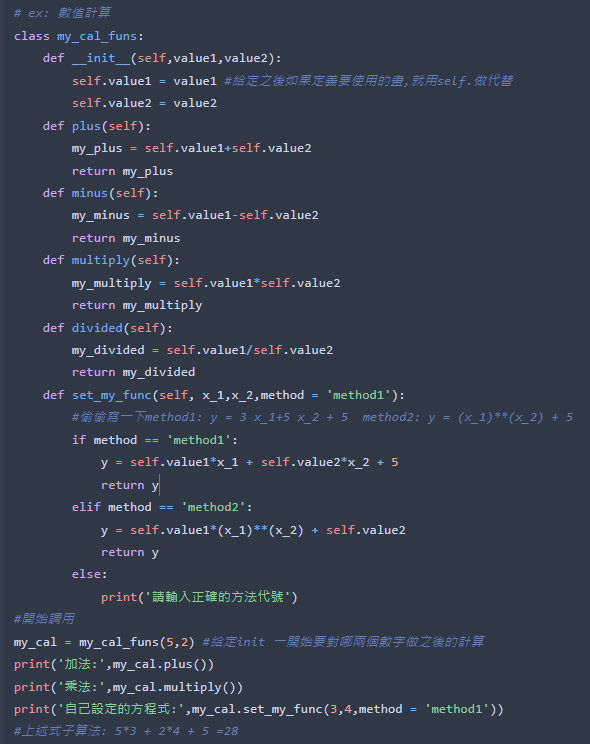 # ex: 數值計算
class my_cal_funs:
    def __init__(self,value1,value2):
        self.value1 = value1 #給定之後如果定義要使用的盡,就用self.做代替
        self.value2 = value2
    def plus(self):
        my_plus = self.value1+self.value2
        return my_plus
    def minus(self):
        my_minus = self.value1-self.value2
        return my_minus
    def multiply(self):
        my_multiply = self.value1*self.value2
        return my_multiply
    def divided(self):
        my_divided = self.value1/self.value2
        return my_divided
    def set_my_func(self, x_1,x_2,method = 'method1'):
        #偷偷寫一下method1: y = 3 x_1+5 x_2 + 5  method2: y = (x_1)**(x_2) + 5
        if method == 'method1':
            y = self.value1*x_1 + self.value2*x_2 + 5
            return y
        elif method == 'method2':
            y = self.value1*(x_1)**(x_2) + self.value2
            return y
        else:
            print('請輸入正確的方法代號')
#開始調用
my_cal = my_cal_funs(5,2) #給定init 一開始要對哪兩個數字做之後的計算
print('加法:',my_cal.plus())
print('乘法:',my_cal.multiply())
print('自己設定的方程式:',my_cal.set_my_func(3,4,method = 'method1'))
#上述式子算法: 5*3 + 2*4 + 5 =28